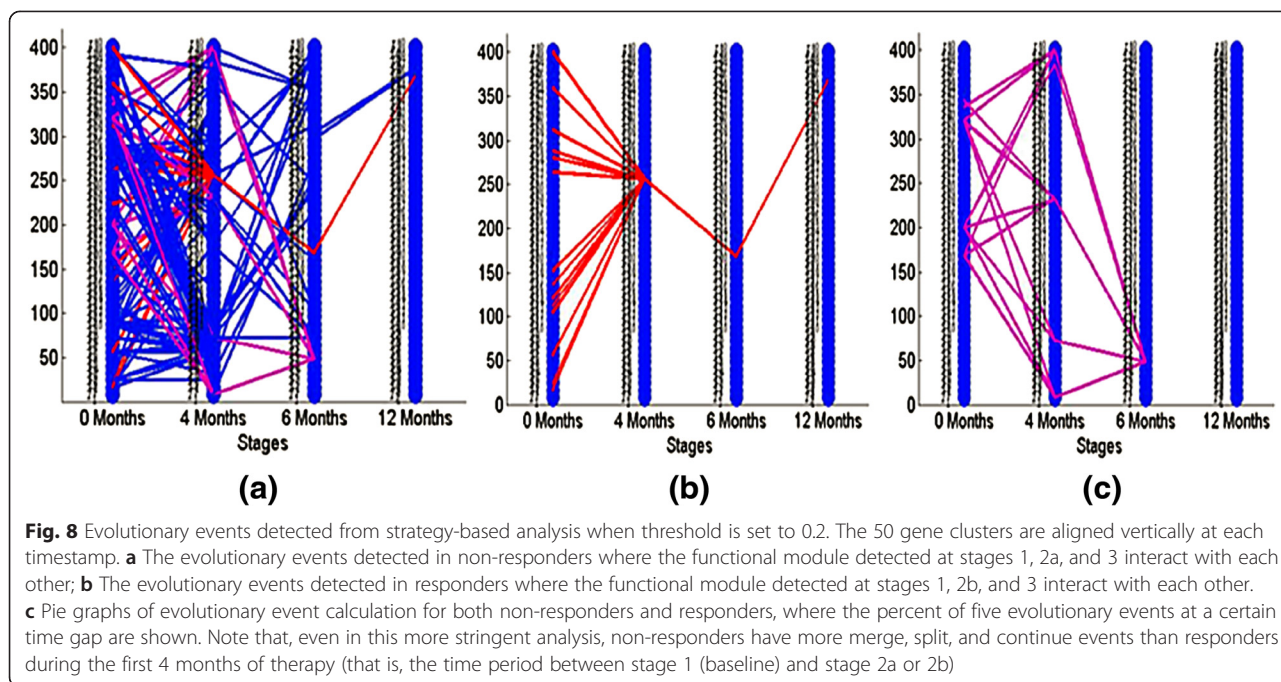 400
350
300
250
200
150
100
50
0 Months 4 Months 6 Months 12 Months
Stages
(a)
400
350
300
250
200
150
100
50
0
0 Months 4 Months 6 Months 12 Months
Stages
(b)
400
350
300
250
200
150
100
50
0
0 Months 4 Months 6 Months 12 Months
Stages
(c)
Fig. 8 Evolutionary events detected from strategy-based analysis when threshold is set to 0.2. The 50 gene clusters are aligned vertically at each
timestamp. a The evolutionary events detected in non-responders where the functional module detected at stages 1, 2a, and 3 interact with each
other; b The evolutionary events detected in responders where the functional module detected at stages 1, 2b, and 3 interact with each other.
c Pie graphs of evolutionary event calculation for both non-responders and responders, where the percent of five evolutionary events at a certain
time gap are shown. Note that, even in this more stringent analysis, non-responders have more merge, split, and continue events than responders
during the first 4 months of therapy (that is, the time period between stage 1 (baseline) and stage 2a or 2b)